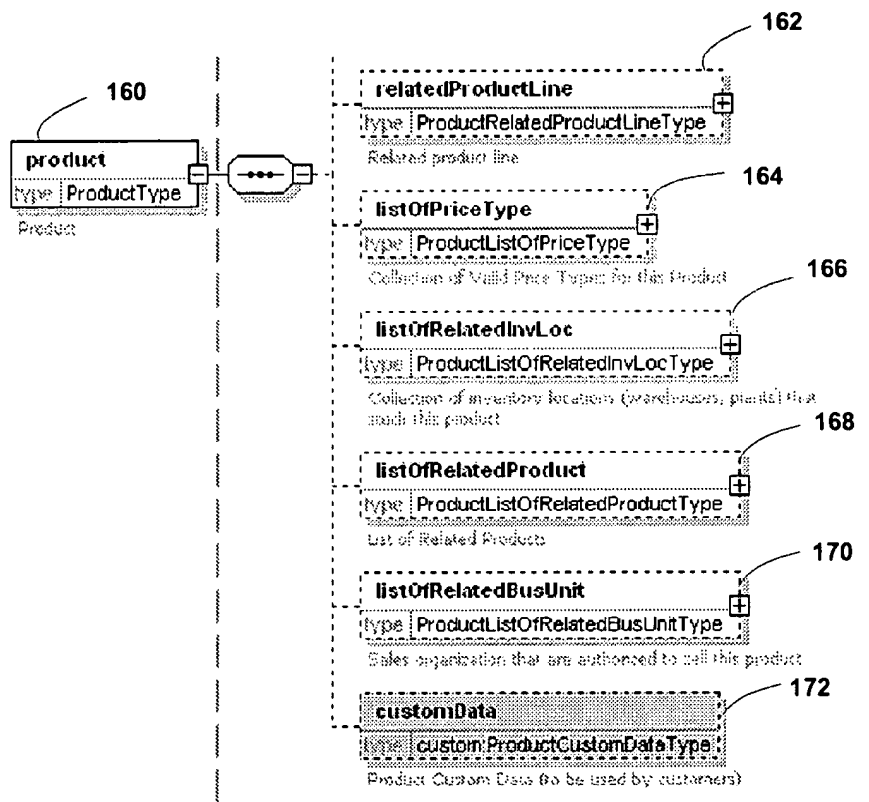 162
160
relatedProductLine
type ProductRelatedProductLineType
Related product line
product
type ProductType
Product
164
listOfPriceType
type ProductListOfPriceType
Collection of Valid Price Types for this Product
166
listOfRelatedInvLoc
type ProductListOfRelatedInvLocType
Collection of inventory locations (warehouses, plants) that
stock this product
168
listOfRelatedProduct
type ProductListOfRelatedProductType
List of Related Products
170
listOfRelatedBusUnit
type ProductListOfRelatedBusUnitType
Sales organization that are authorized to sell this product
172
customData
type custom:ProductCustomDataType
Product Custom Data (to be used by customers)